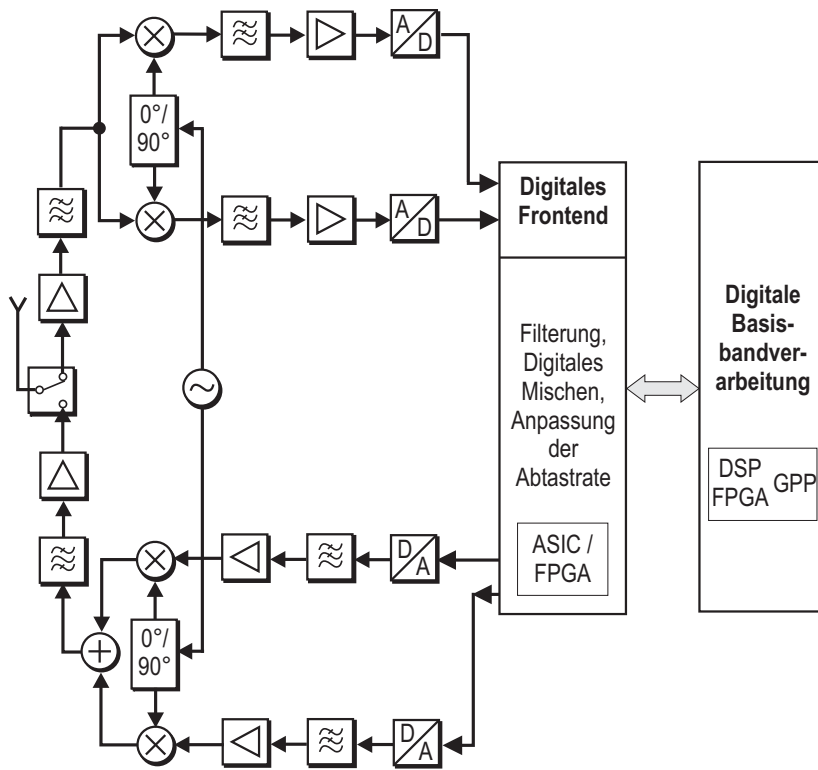 A
D
0°/
90°
A
D
Digitales
Frontend
Filterung,
Digitales
Mischen,
Anpassung
der
Abtastrate
ASIC /
FPGA
Digitale
Basis-
bandver-
arbeitung
DSP
FPGA GPP
D
A
0°/
90°
D
A